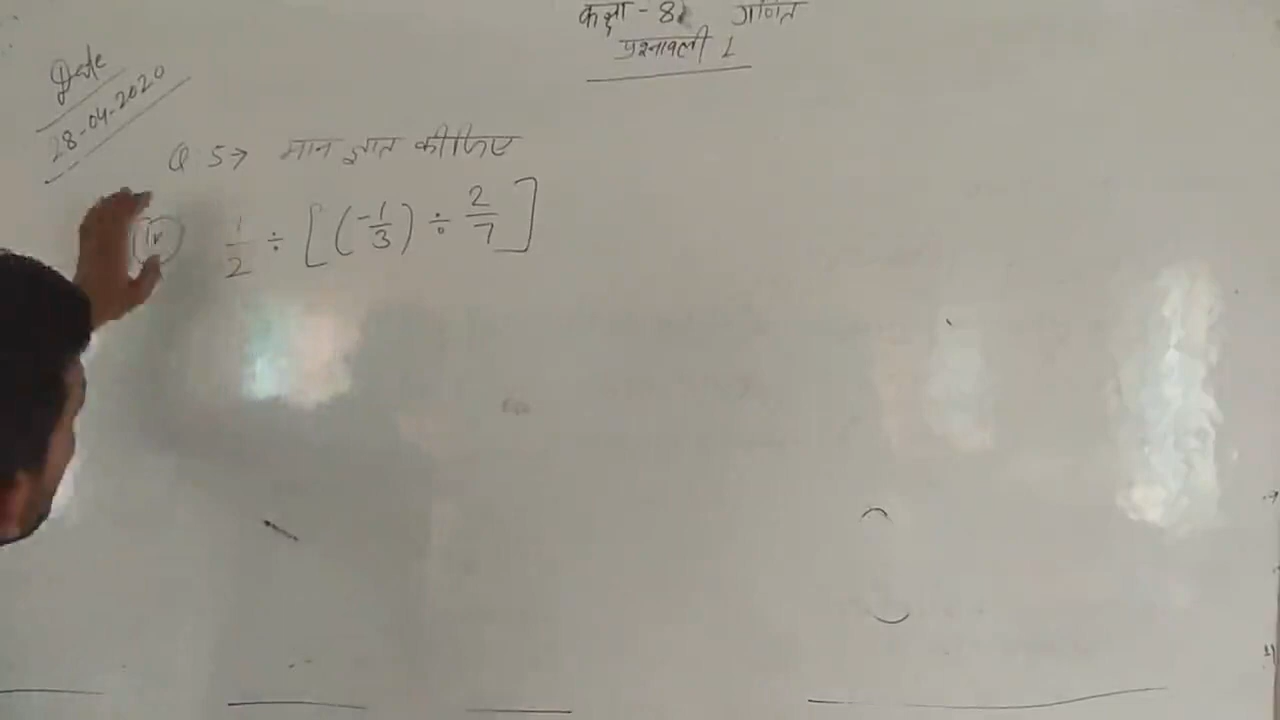 कक्षा - 8 गणित
प्रश्नावली 1
Date
28-04-2020
Q 5→ मान ज्ञात कीजिए
(iv) 1/2 ÷ [(-1/3) ÷ 2/7]